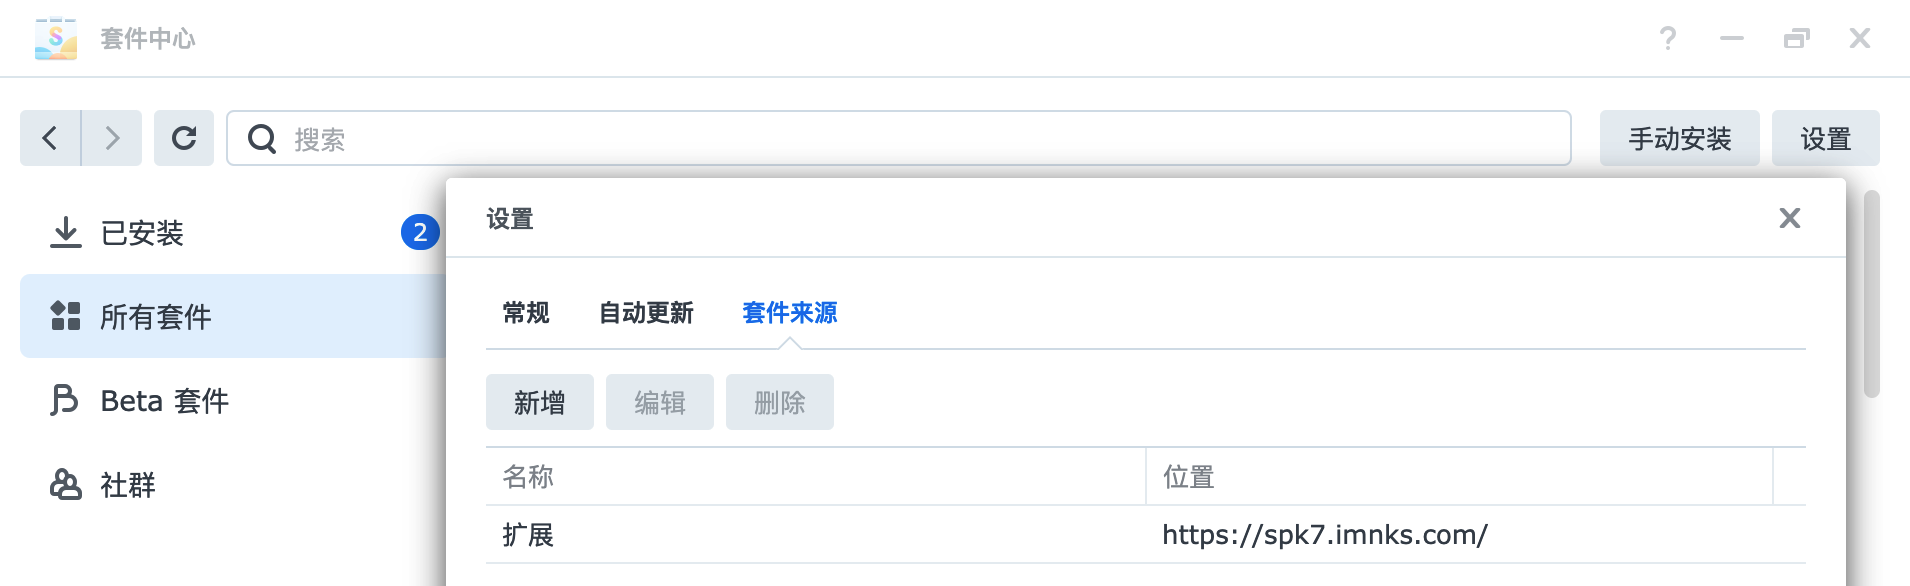 套件中心
搜索
手动安装
设置
已安装
2
所有套件
Beta 套件
社群
设置
常规
自动更新
套件来源
新增
编辑
删除
名称
位置
扩展
https://spk7.imnks.com/